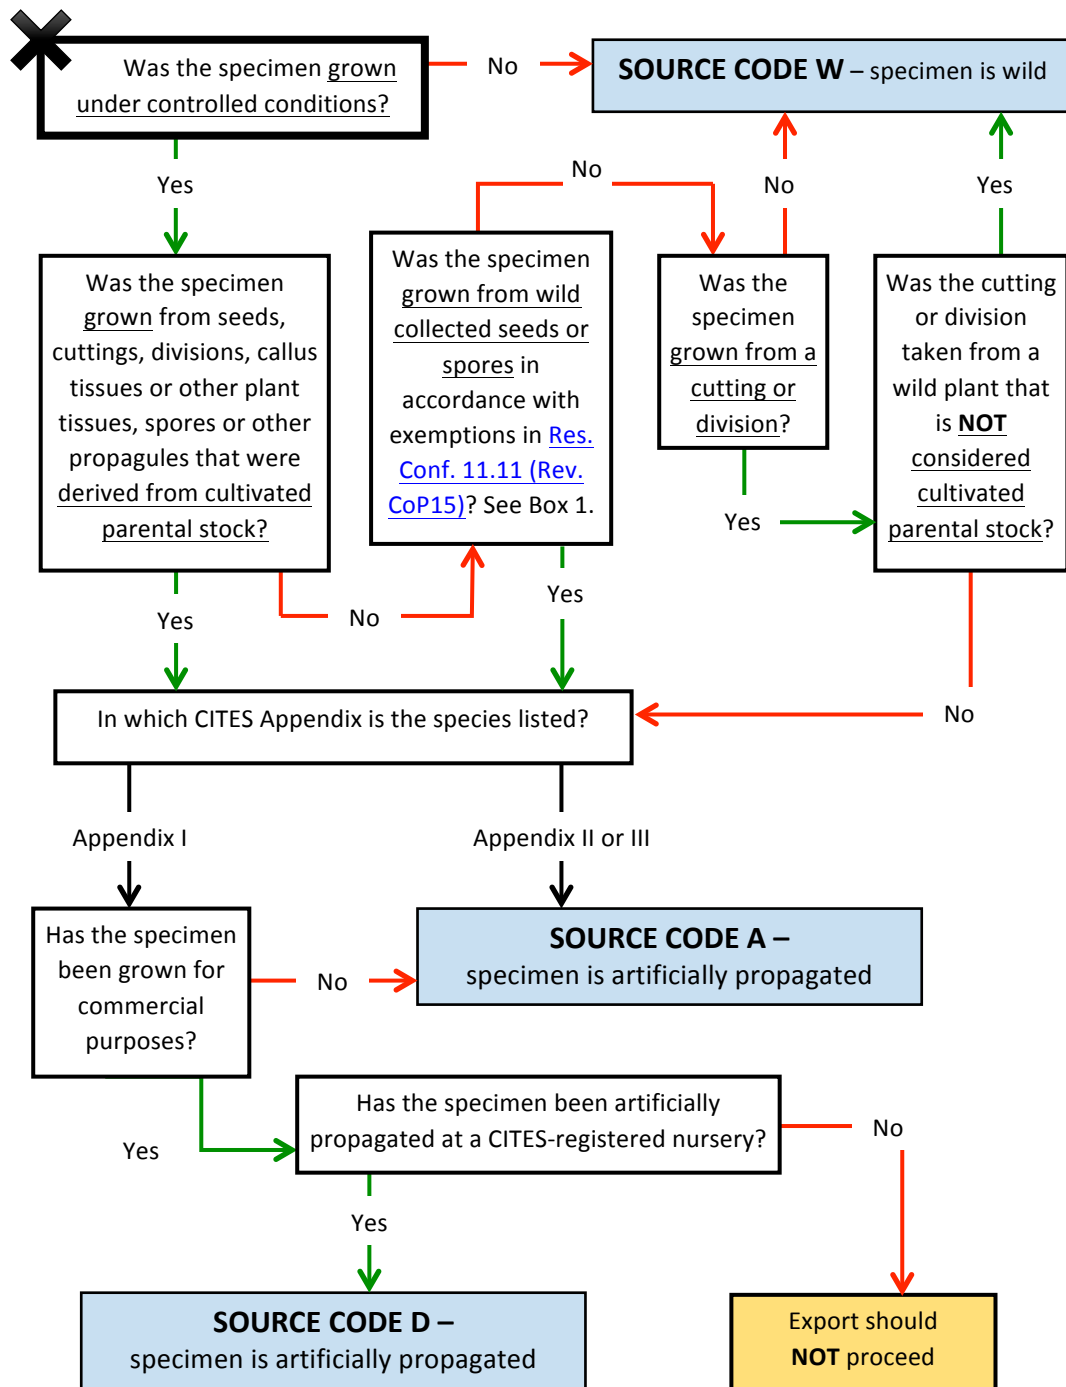 Was the specimen grown
under controlled conditions?
No
SOURCE CODE W – specimen is wild
Yes
No
No
Yes
Was the specimen
grown from seeds,
cuttings, divisions, callus
tissues or other plant
tissues, spores or other
propagules that were
derived from cultivated
parental stock?
Was the specimen
grown from wild
collected seeds or
spores in
accordance with
exemptions in Res.
Conf. 11.11 (Rev.
CoP15)? See Box 1.
Was the
specimen
grown from a
cutting or
division?
Was the cutting
or division
taken from a
wild plant that
is NOT
considered
cultivated
parental stock?
Yes
Yes
No
Yes
In which CITES Appendix is the species listed?
No
Appendix I
Appendix II or III
Has the specimen
been grown for
commercial
purposes?
No
SOURCE CODE A –
specimen is artificially propagated
Yes
Has the specimen been artificially
propagated at a CITES-registered nursery?
No
Yes
SOURCE CODE D –
specimen is artificially propagated
Export should
NOT proceed